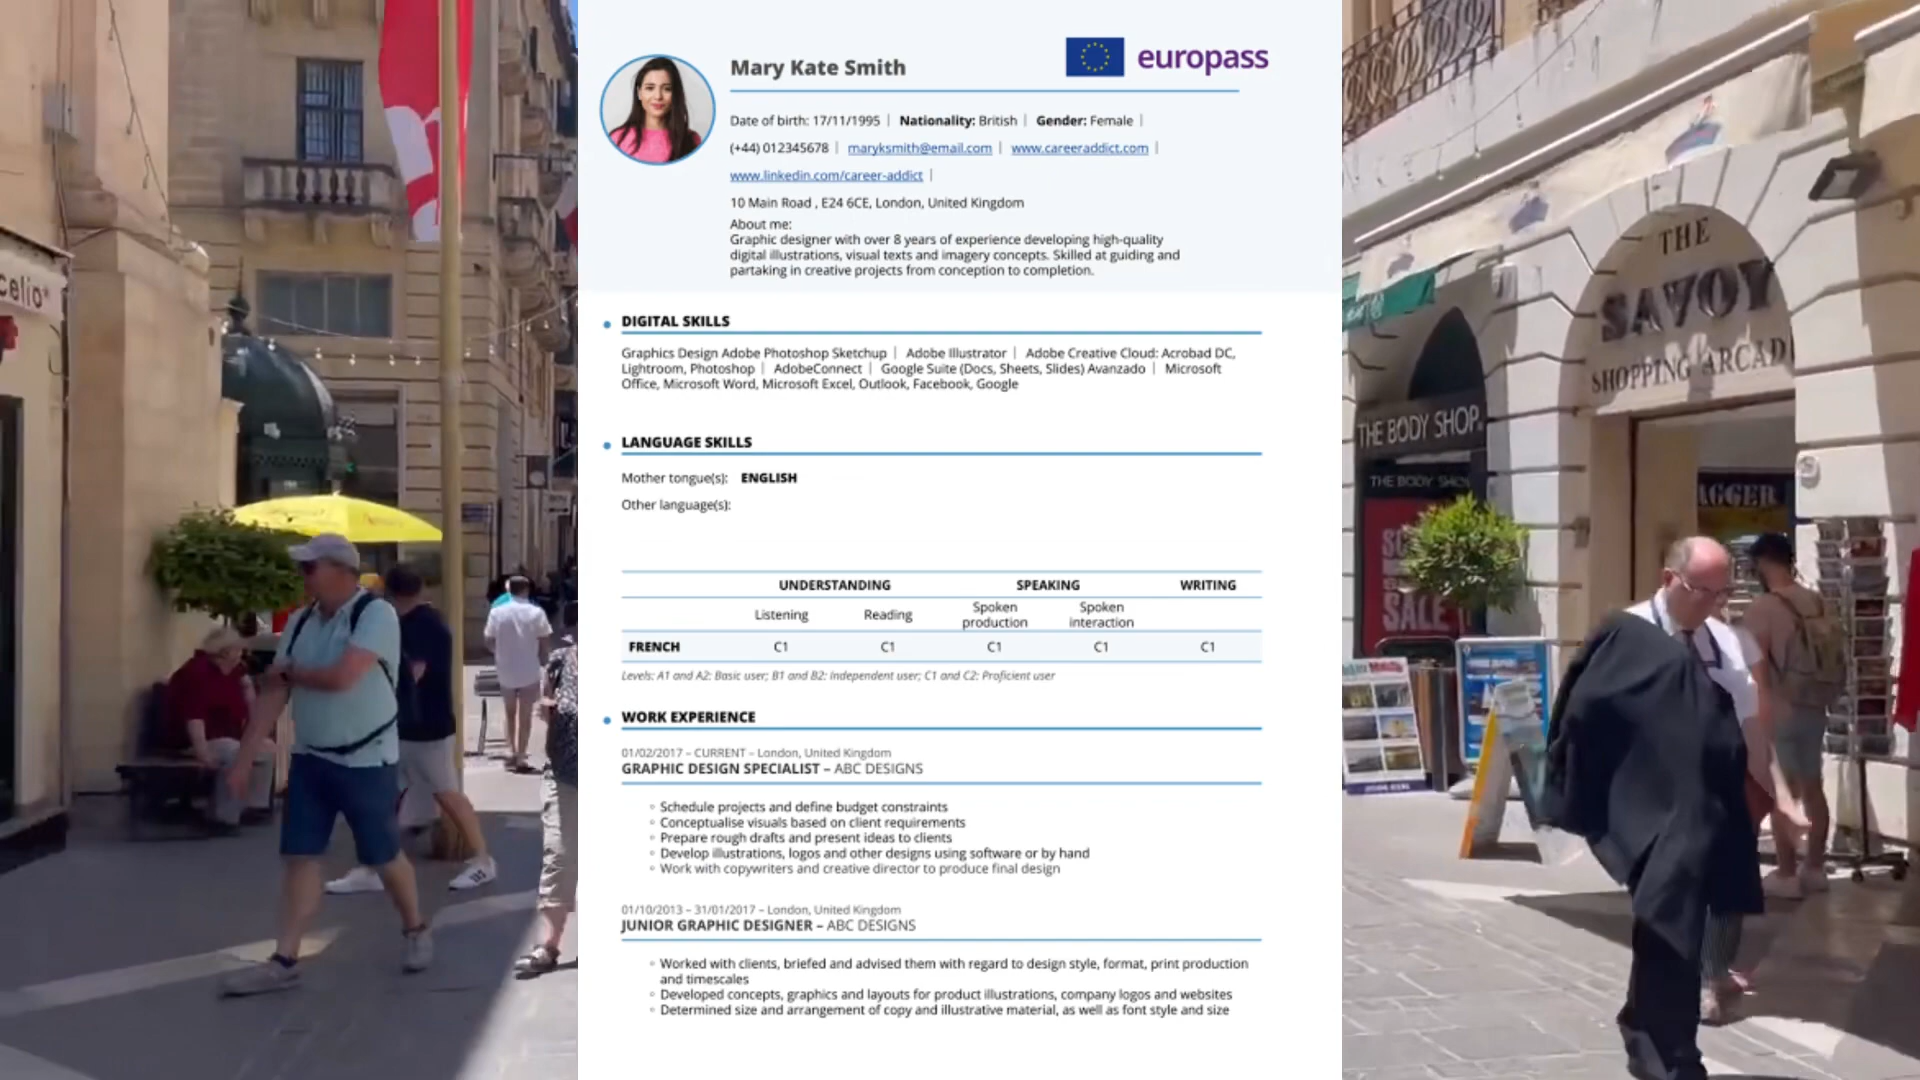 celio*
Mary Kate Smith
europass
Date of birth: 17/11/1995 | Nationality: British | Gender: Female |
(+44) 012345678 | maryksmith@email.com | www.careeraddict.com |
www.linkedin.com/career-addict |
10 Main Road , E24 6CE, London, United Kingdom
About me:
Graphic designer with over 8 years of experience developing high-quality
digital illustrations, visual texts and imagery concepts. Skilled at guiding and
partaking in creative projects from conception to completion.
DIGITAL SKILLS
Graphics Design Adobe Photoshop Sketchup | Adobe Illustrator | Adobe Creative Cloud: Acrobad DC,
Lightroom, Photoshop | AdobeConnect | Google Suite (Docs, Sheets, Slides) Avanzado | Microsoft
Office, Microsoft Word, Microsoft Excel, Outlook, Facebook, Google
LANGUAGE SKILLS
Mother tongue(s): ENGLISH
Other language(s):
UNDERSTANDING SPEAKING WRITING
Listening Reading Spoken production Spoken interaction
FRENCH C1 C1 C1 C1 C1
Levels: A1 and A2: Basic user; B1 and B2: Independent user; C1 and C2: Proficient user
WORK EXPERIENCE
01/02/2017 – CURRENT – London, United Kingdom
GRAPHIC DESIGN SPECIALIST – ABC DESIGNS
Schedule projects and define budget constraints
Conceptualise visuals based on client requirements
Prepare rough drafts and present ideas to clients
Develop illustrations, logos and other designs using software or by hand
Work with copywriters and creative director to produce final design
01/10/2013 – 31/01/2017 – London, United Kingdom
JUNIOR GRAPHIC DESIGNER – ABC DESIGNS
Worked with clients, briefed and advised them with regard to design style, format, print production
and timescales
Developed concepts, graphics and layouts for product illustrations, company logos and websites
Determined size and arrangement of copy and illustrative material, as well as font style and size
THE
SAVOY
SHOPPING ARCAD
THE BODY SHOP
THE BODY SHOP
AGGER
SALE